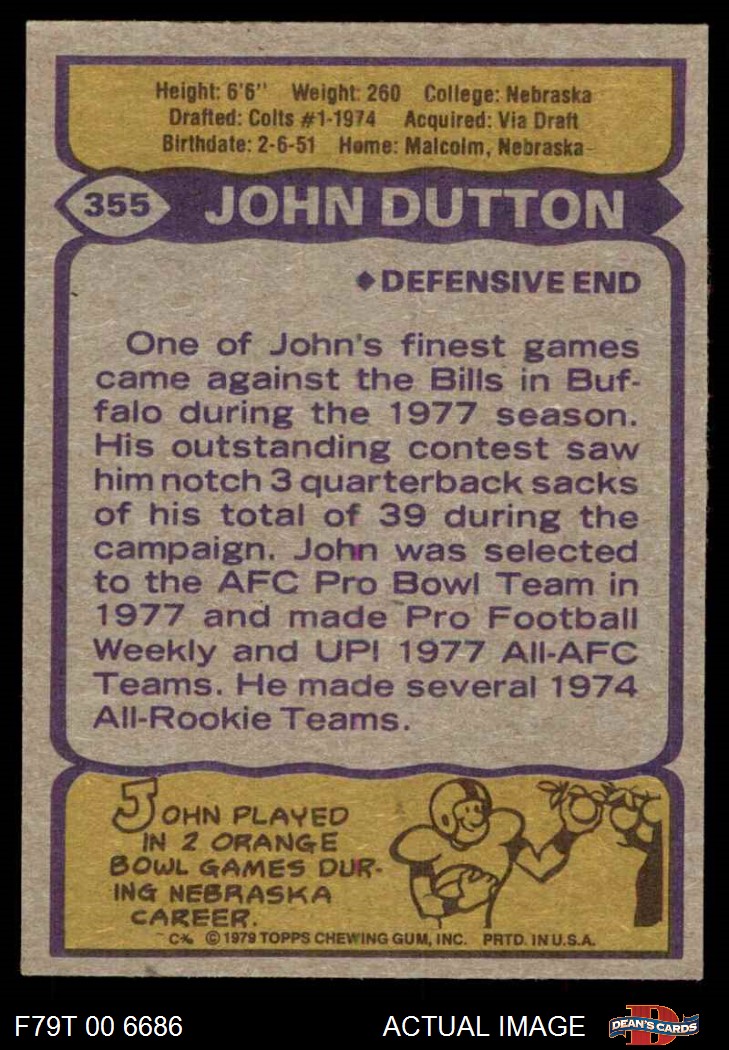 Height: 6'6" Weight: 260 College: Nebraska
Drafted: Colts #1-1974 Acquired: Via Draft
Birthdate: 2-6-51 Home: Malcolm, Nebraska
355 JOHN DUTTON
◆DEFENSIVE END
One of John's finest games
came against the Bills in Buf-
falo during the 1977 season.
His outstanding contest saw
him notch 3 quarterback sacks
of his total of 39 during the
campaign. John was selected
to the AFC Pro Bowl Team in
1977 and made Pro Football
Weekly and UPI 1977 All-AFC
Teams. He made several 1974
All-Rookie Teams.
JOHN PLAYED
IN 2 ORANGE
BOWL GAMES DUR-
ING NEBRASKA
CAREER.
C* © 1979 TOPPS CHEWING GUM, INC. PRTD. IN U.S.A.
F79T 00 6686 ACTUAL IMAGE D DEAN'S CARDS